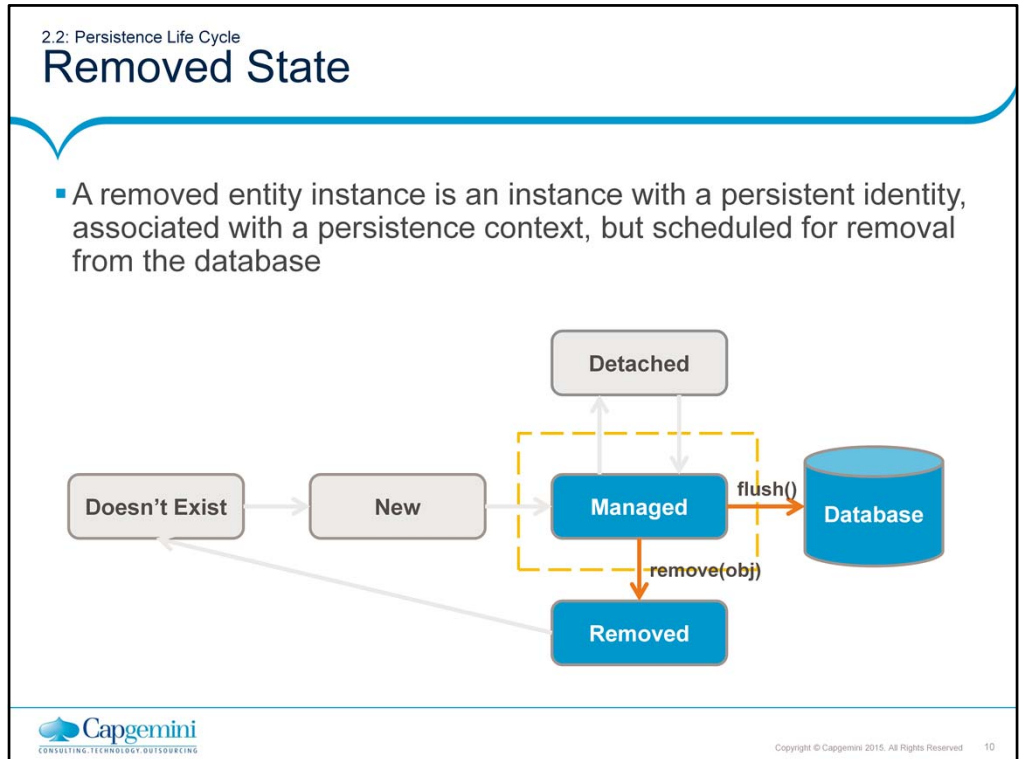 2.2: Persistence Life Cycle
Removed State
▪ A removed entity instance is an instance with a persistent identity,
associated with a persistence context, but scheduled for removal
from the database
Detached
Doesn’t Exist
New
Managed
flush()
Database
remove(obj)
Removed
Capgemini
CONSULTING.TECHNOLOGY.OUTSOURCING
Copyright © Capgemini 2015. All Rights Reserved 10